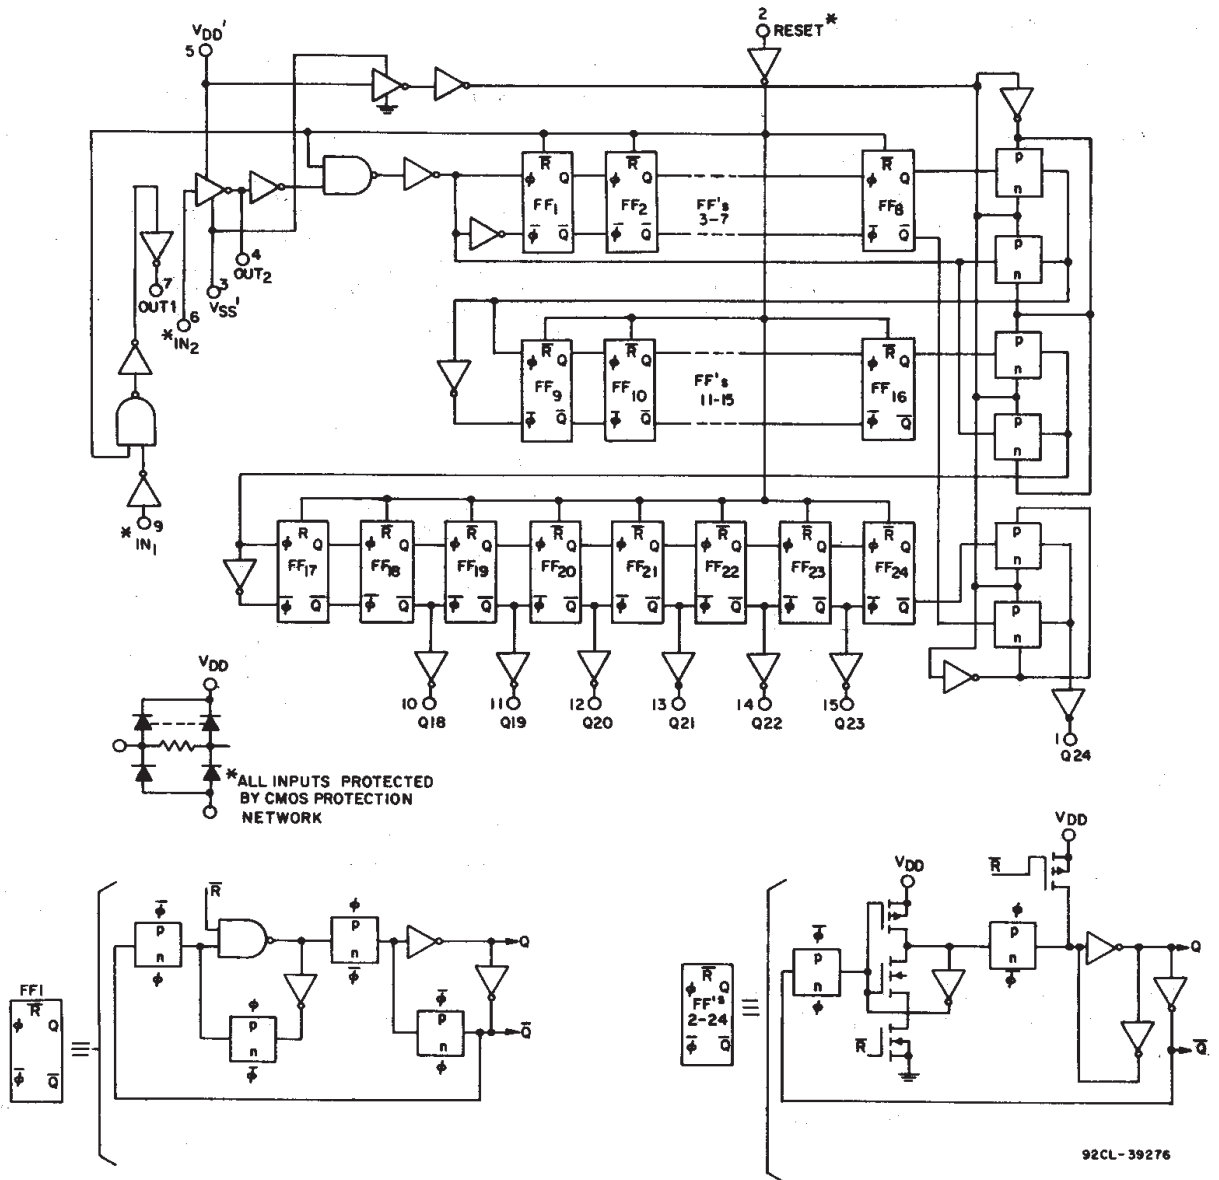 V_DD'
5
2
RESET*
R̅ R̅ R̅
ϕ Q ϕ Q ϕ Q
FF1 FF2 FF'S 3-7 FF8
ϕ̅ Q̅ ϕ̅ Q̅ ϕ̅ Q̅
p
n
p
n
4
OUT2
7
OUT1
3
VSS'
6
*IN2
R̅ R̅ R̅
ϕ Q ϕ Q ϕ Q
FF9 FF10 FF'S 11-15 FF16
ϕ̅ Q̅ ϕ̅ Q̅ ϕ̅ Q̅
p
n
p
n
9
*IN1
R R̅ R̅ R̅ R̅ R̅ R̅ R̅
ϕ Q ϕ Q ϕ Q ϕ Q ϕ Q ϕ Q ϕ Q ϕ Q
FF17 FF18 FF19 FF20 FF21 FF22 FF23 FF24
ϕ̅ Q̅ ϕ̅ Q̅ ϕ̅ Q̅ ϕ̅ Q̅ ϕ̅ Q̅ ϕ̅ Q̅ ϕ̅ Q̅ ϕ̅ Q̅
p
n
p
n
10 11 12 13 14 15
Q18 Q19 Q20 Q21 Q22 Q23
1
Q24
VDD
*ALL INPUTS PROTECTED
BY CMOS PROTECTION
NETWORK
FF1
R̅
ϕ Q
ϕ̅ Q̅
≡
ϕ̅
p
n
ϕ
R̅
ϕ
p
n
ϕ̅
ϕ
p
n
ϕ̅
ϕ̅
p
n
ϕ
Q
Q̅
R̅
ϕ Q
FF'S
2-24
ϕ̅ Q̅
≡
ϕ̅
p
n
ϕ
VDD
R̅
ϕ
p
n
ϕ̅
VDD
R̅
Q
Q̅
92CL-39276